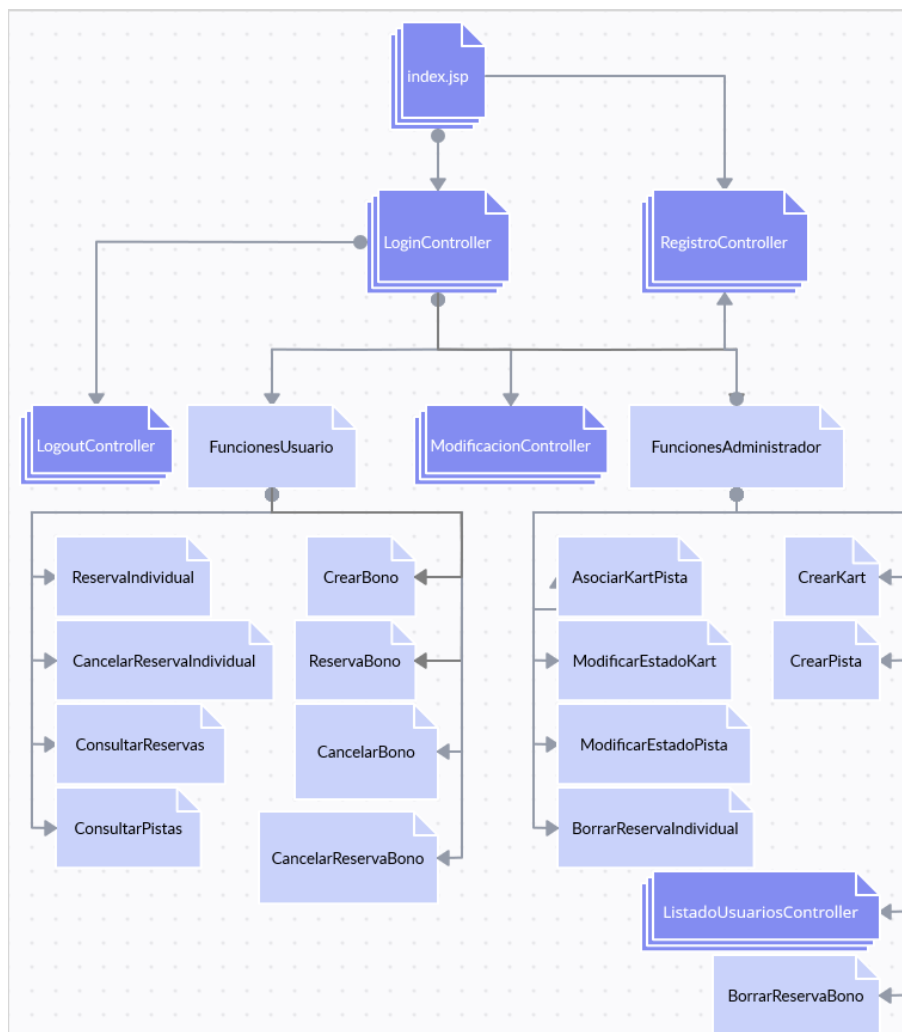 index.jsp
LoginController
RegistroController
LogoutController
FuncionesUsuario
ModificacionController
FuncionesAdministrador
ReservaIndividual
CrearBono
AsociarKartPista
CrearKart
CancelarReservaIndividual
ReservaBono
ModificarEstadoKart
CrearPista
ConsultarReservas
CancelarBono
ModificarEstadoPista
ConsultarPistas
CancelarReservaBono
BorrarReservaIndividual
ListadoUsuariosController
BorrarReservaBono